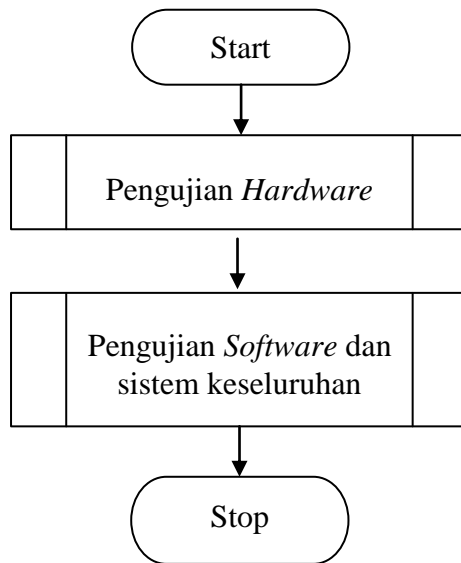 Start
Pengujian Hardware
Pengujian Software dan
sistem keseluruhan
Stop